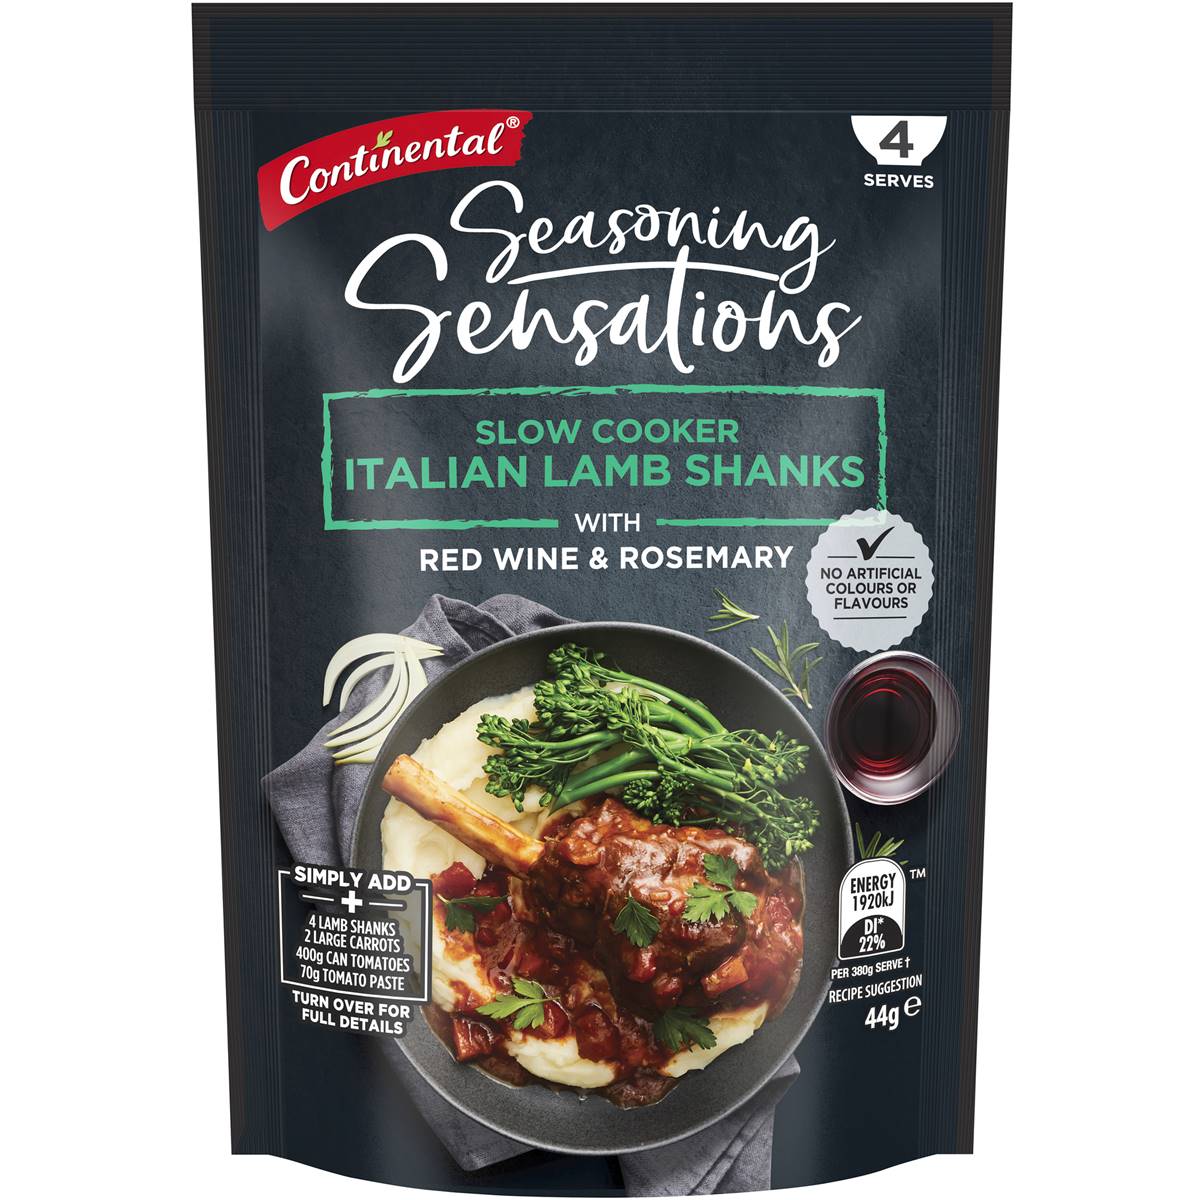 Continental®
4
SERVES
Seasoning
Sensations
SLOW COOKER
ITALIAN LAMB SHANKS
WITH
RED WINE & ROSEMARY
✓
NO ARTIFICIAL
COLOURS OR
FLAVOURS
SIMPLY ADD
+
4 LAMB SHANKS
2 LARGE CARROTS
400g CAN TOMATOES
70g TOMATO PASTE
TURN OVER FOR
FULL DETAILS
ENERGY
1920kJ
DI*
22%
™
PER 380g SERVE †
RECIPE SUGGESTION
44g e